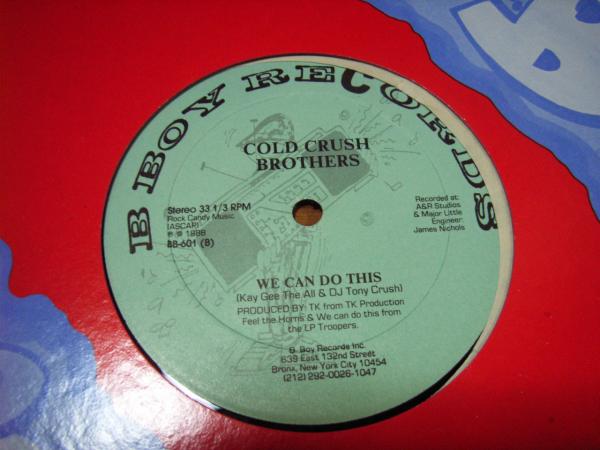 B BOY RECORDS
COLD CRUSH
BROTHERS
Stereo 33 1/3 RPM
Rock Candy Music
(ASCAP)
℗ © 1988
BB-601 (B)
Recorded at:
A&R Studios
& Major Little
Engineer:
James Nichols
WE CAN DO THIS
(Kay Gee The All & DJ Tony Crush)
PRODUCED BY: TK from TK Production
Feel the Horns & We can do this from
the LP Troopers.
B. Boy Records Inc.
639 East 132nd Street
Bronx, New York City 10454
(212) 292-0026-1047